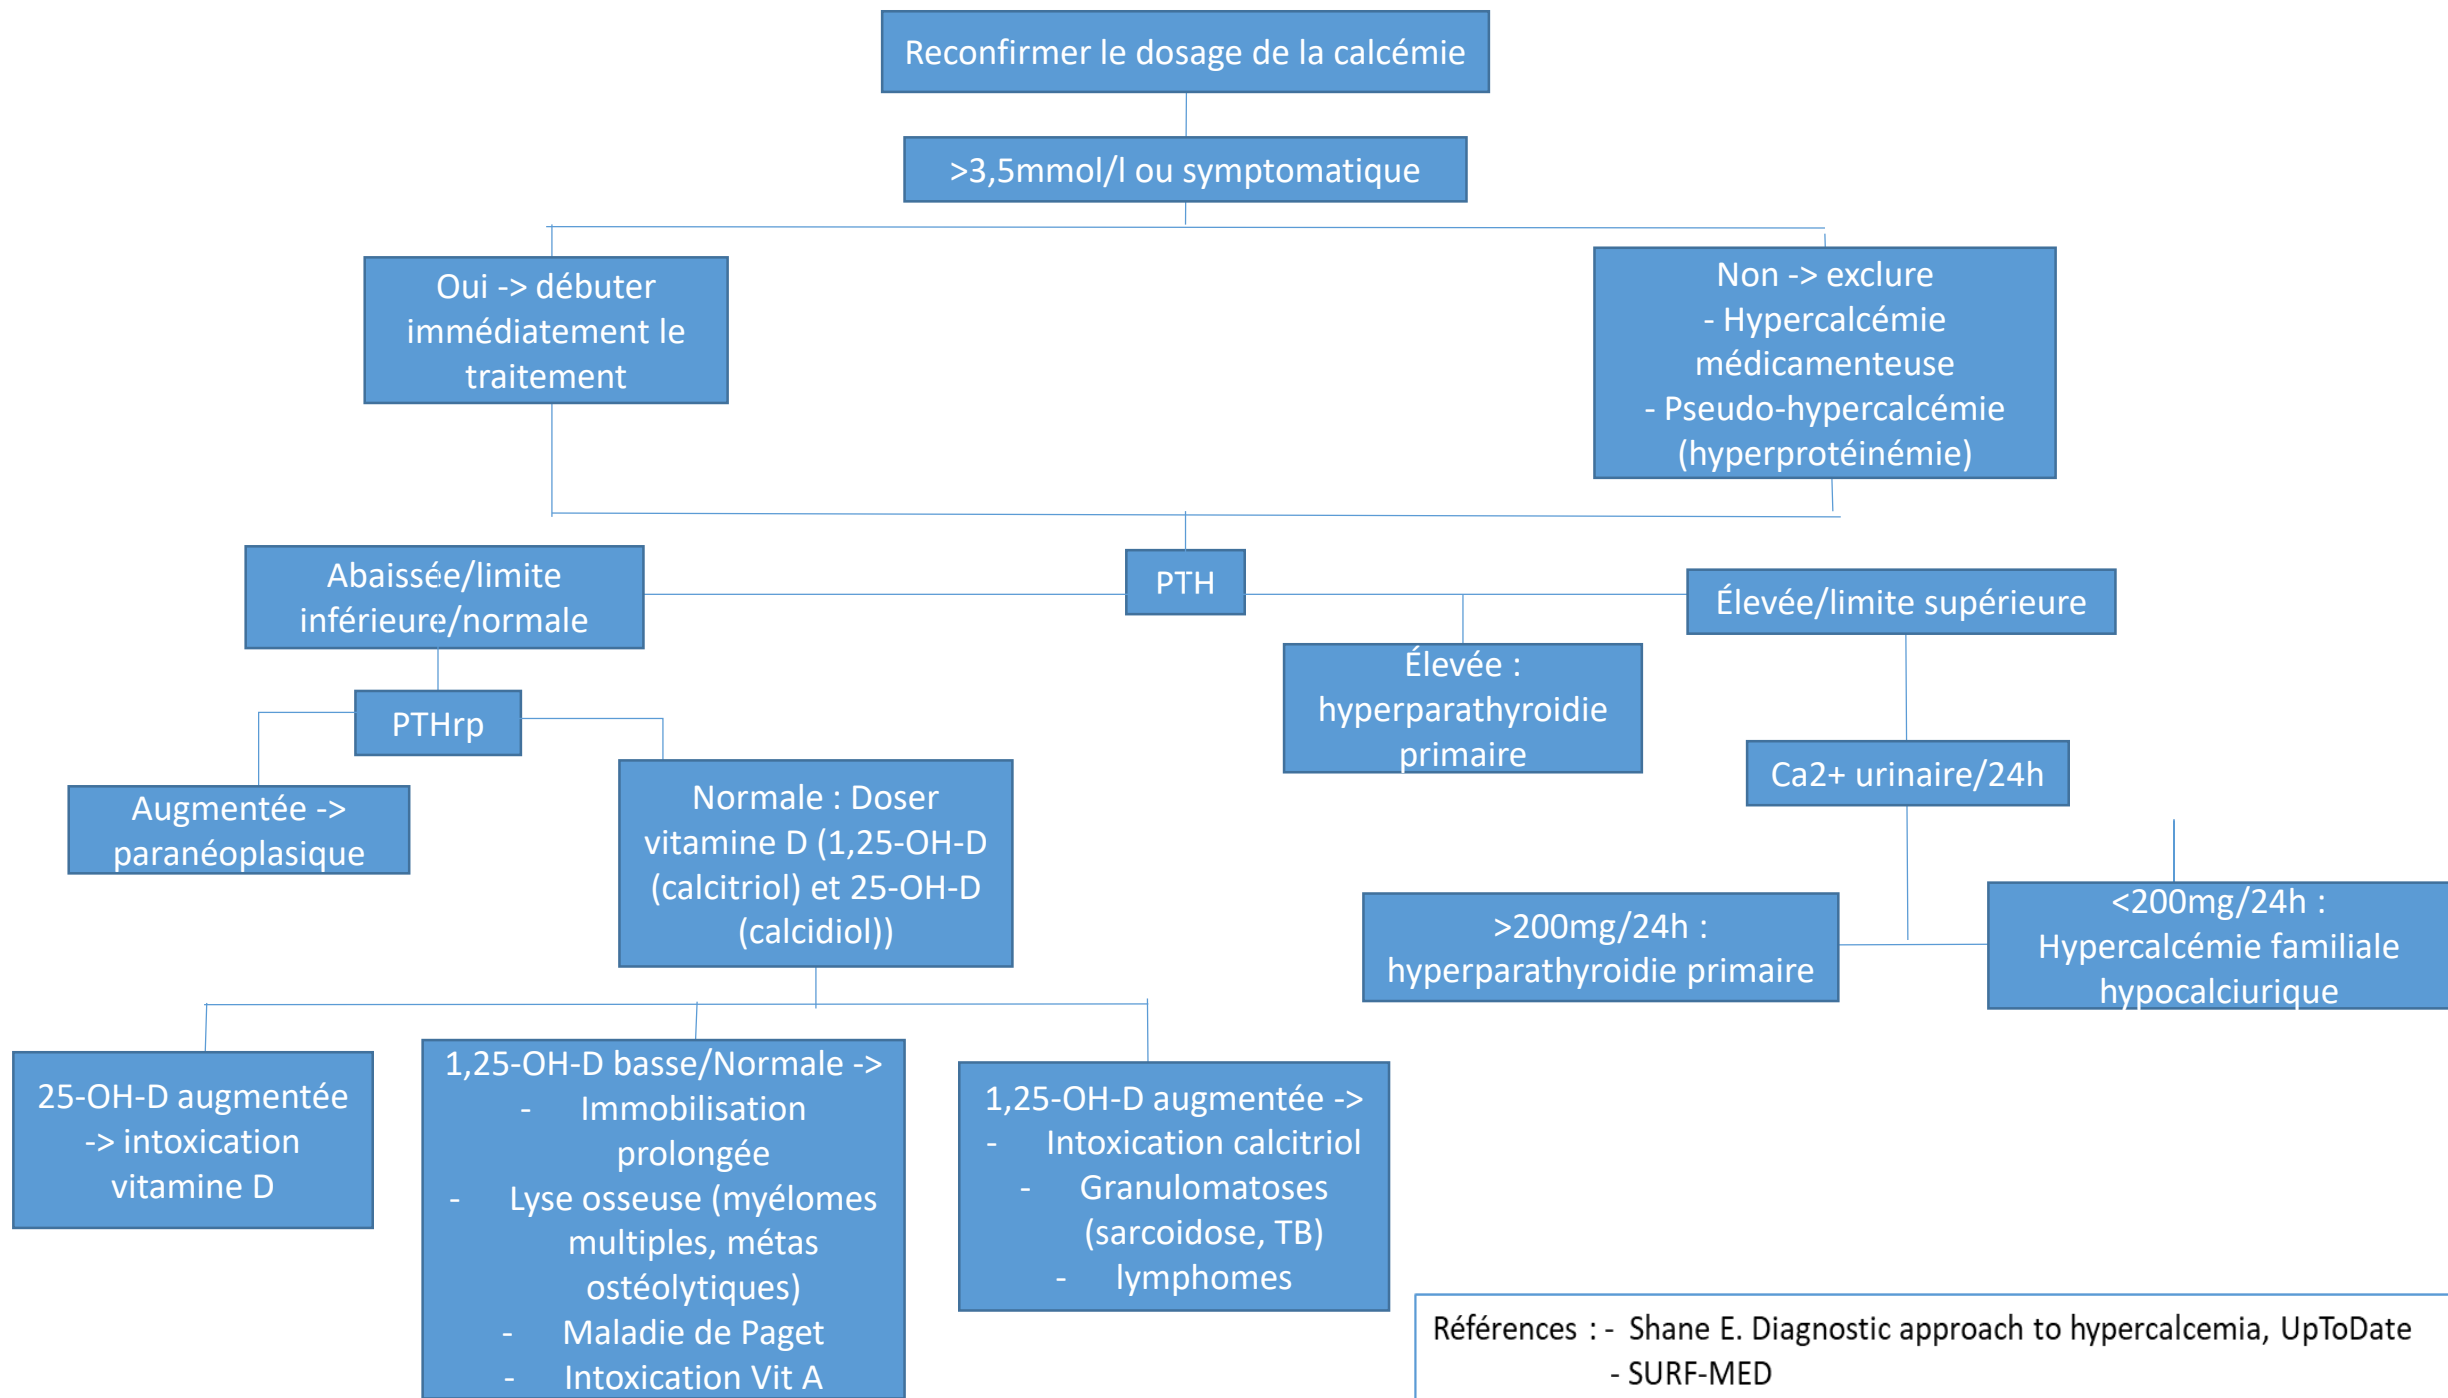 Reconfirmer le dosage de la calcémie
>3,5mmol/l ou symptomatique
Oui -> débuter
immédiatement le
traitement
Non -> exclure
- Hypercalcémie
médicamenteuse
- Pseudo-hypercalcémie
(hyperprotéinémie)
PTH
Abaissée/limite
inférieure/normale
Élevée/limite supérieure
Élevée :
hyperparathyroidie
primaire
PTHrp
Ca2+ urinaire/24h
Augmentée ->
paranéoplasique
Normale : Doser
vitamine D (1,25-OH-D
(calcitriol) et 25-OH-D
(calcidiol))
>200mg/24h :
hyperparathyroidie primaire
<200mg/24h :
Hypercalcémie familiale
hypocalciurique
25-OH-D augmentée
-> intoxication
vitamine D
1,25-OH-D basse/Normale ->
- Immobilisation
prolongée
- Lyse osseuse (myélomes
multiples, métas
ostéolytiques)
- Maladie de Paget
- Intoxication Vit A
1,25-OH-D augmentée ->
- Intoxication calcitriol
- Granulomatoses
(sarcoidose, TB)
- lymphomes
Références : - Shane E. Diagnostic approach to hypercalcemia, UpToDate
- SURF-MED